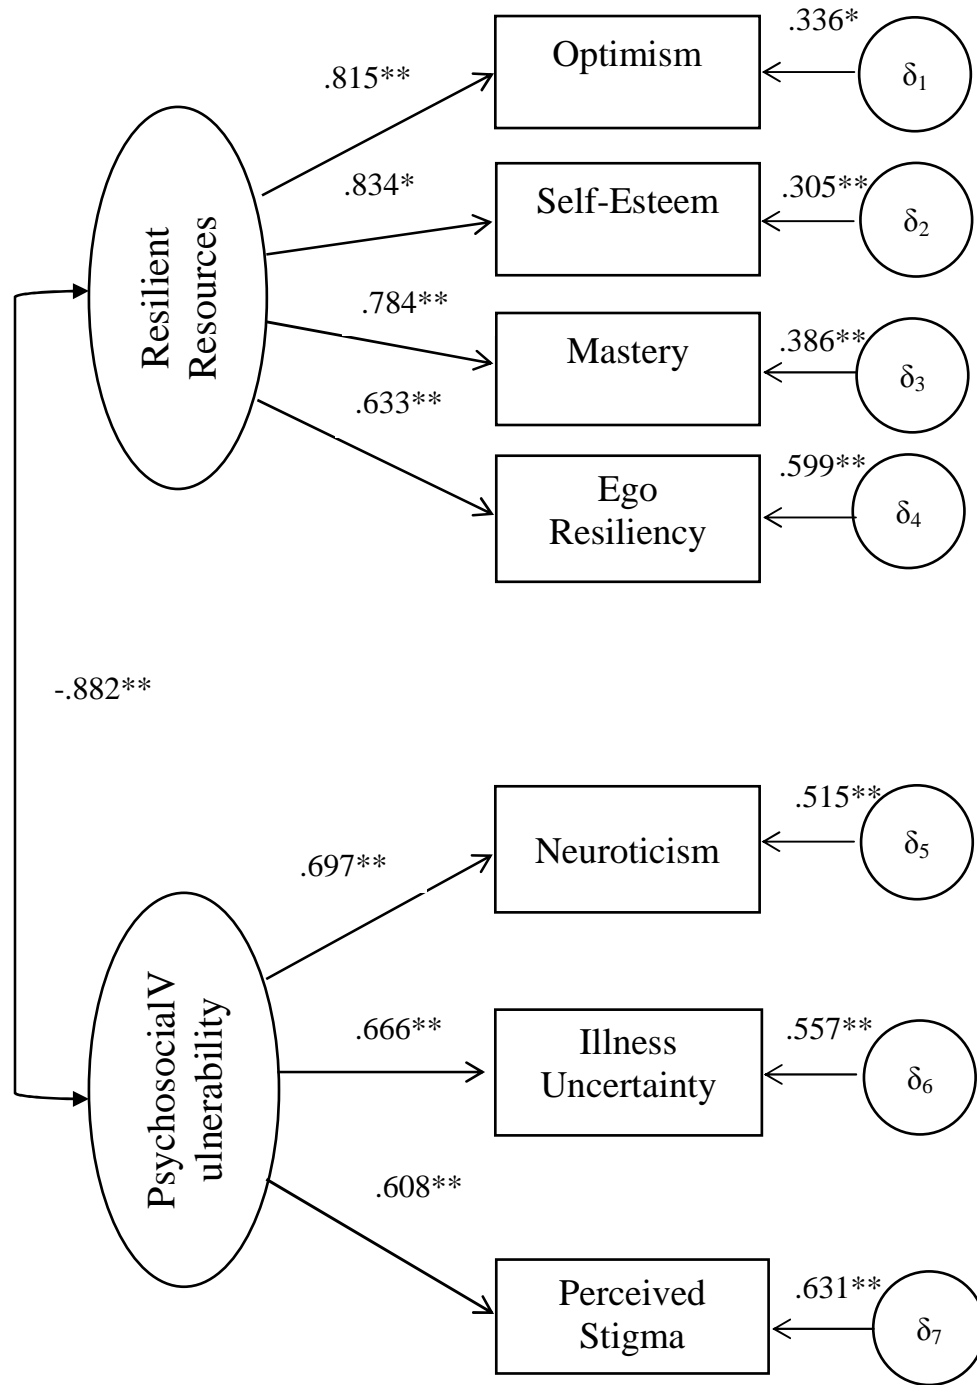 .336*
Optimism
δ1
.815**
.834*
Self-Esteem
.305**
δ2
Resilient
Resources
.784**
Mastery
.386**
δ3
.633**
Ego
Resiliency
.599**
δ4
-.882**
.697**
Neuroticism
.515**
δ5
PsychosocialV
ulnerability
.666**
Illness
Uncertainty
.557**
δ6
.608**
Perceived
Stigma
.631**
δ7